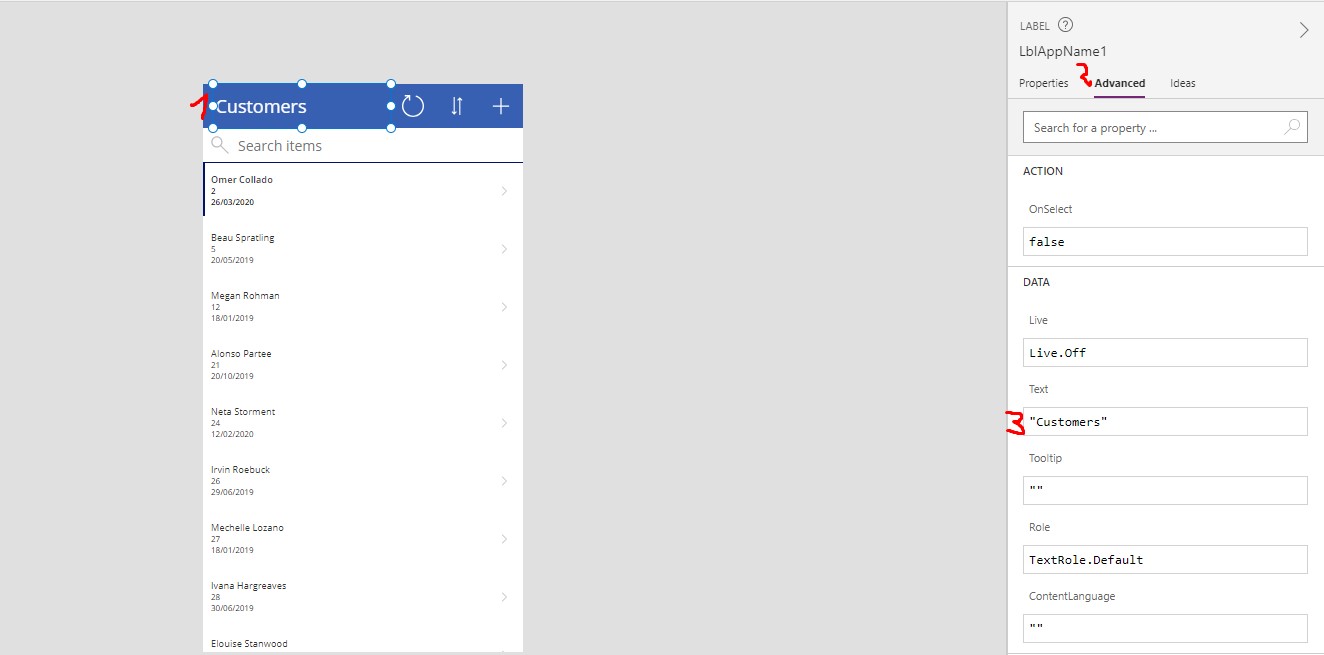 1
Customers
Search items
Omer Collado
2
26/03/2020
Beau Spratling
5
20/05/2019
Megan Rohman
12
18/01/2019
Alonso Partee
21
20/10/2019
Neta Storment
24
12/02/2020
Irvin Roebuck
26
29/06/2019
Mechelle Lozano
27
18/01/2019
Ivana Hargreaves
28
30/06/2019
Elouise Stanwood
LABEL ?
LblAppName1
Properties 2 Advanced Ideas
Search for a property ...
ACTION
OnSelect
false
DATA
Live
Live.Off
Text
3 "Customers"
Tooltip
""
Role
TextRole.Default
ContentLanguage
""